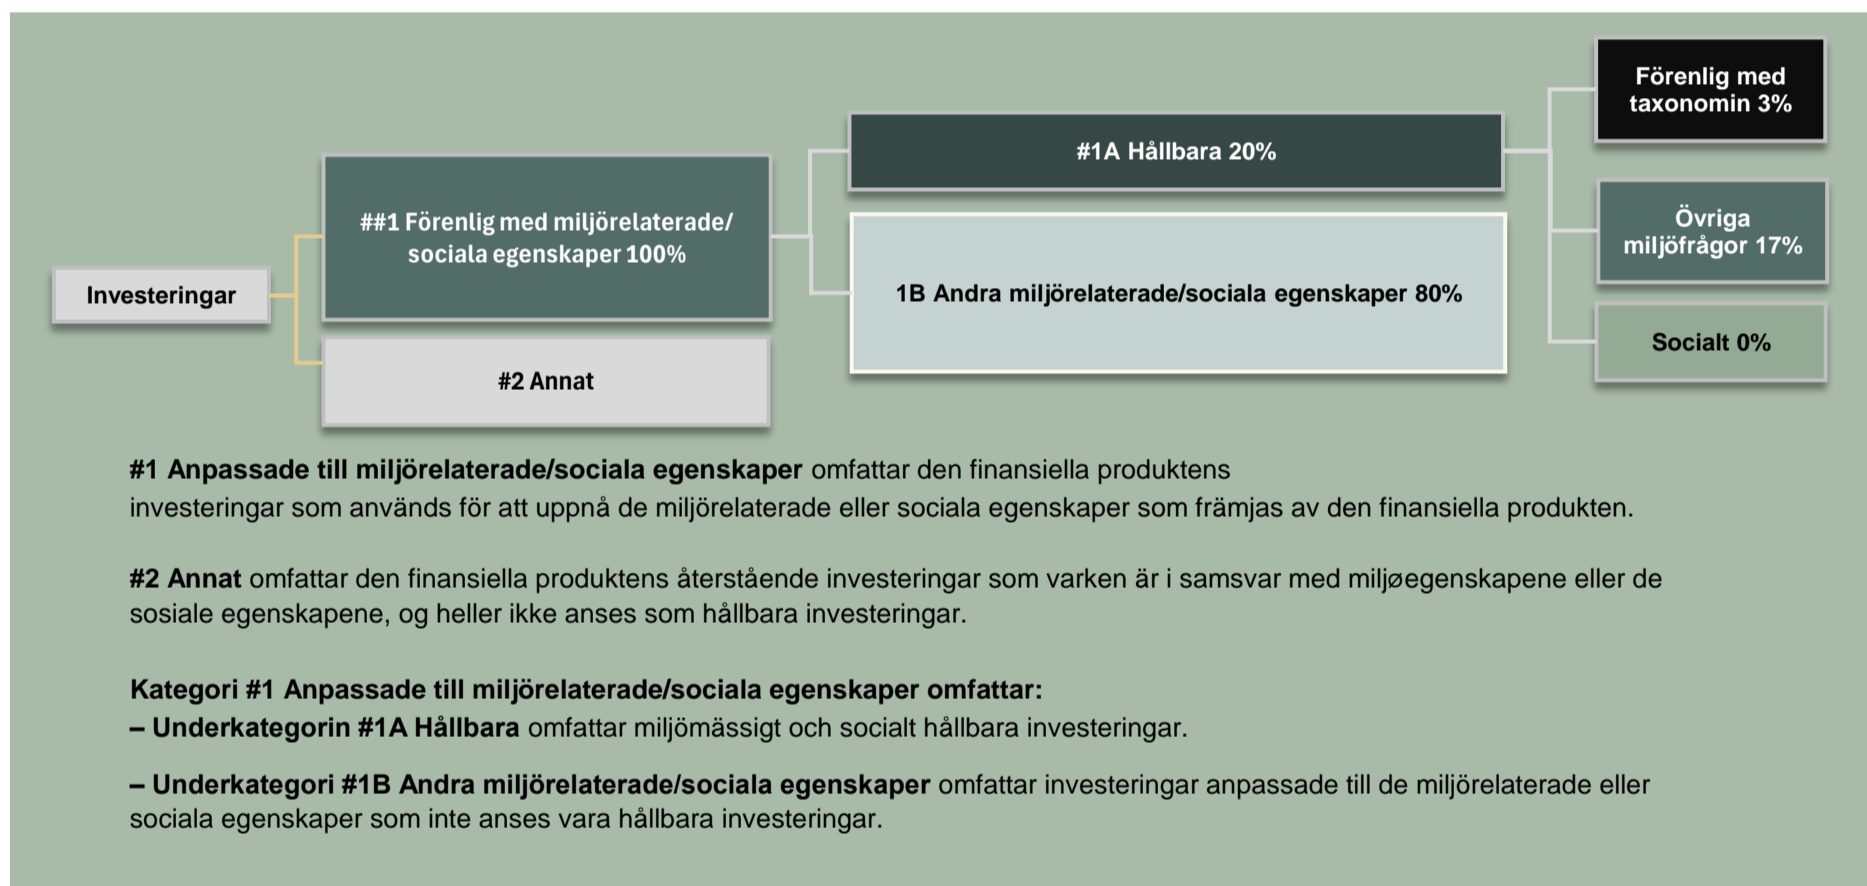 Investeringar
##1 Förenlig med miljörelaterade/
sociala egenskaper 100%
#2 Annat
#1A Hållbara 20%
1B Andra miljörelaterade/sociala egenskaper 80%
Förenlig med
taxonomin 3%
Övriga
miljöfrågor 17%
Socialt 0%
#1 Anpassade till miljörelaterade/sociala egenskaper omfattar den finansiella produktens
investeringar som används för att uppnå de miljörelaterade eller sociala egenskaper som främjas av den finansiella produkten.
#2 Annat omfattar den finansiella produktens återstående investeringar som varken är i samsvar med miljøegenskapene eller de
sosiale egenskapene, og heller ikke anses som hållbara investeringar.
Kategori #1 Anpassade till miljörelaterade/sociala egenskaper omfattar:
– Underkategorin #1A Hållbara omfattar miljömässigt och socialt hållbara investeringar.
– Underkategori #1B Andra miljörelaterade/sociala egenskaper omfattar investeringar anpassade till de miljörelaterade eller
sociala egenskaper som inte anses vara hållbara investeringar.